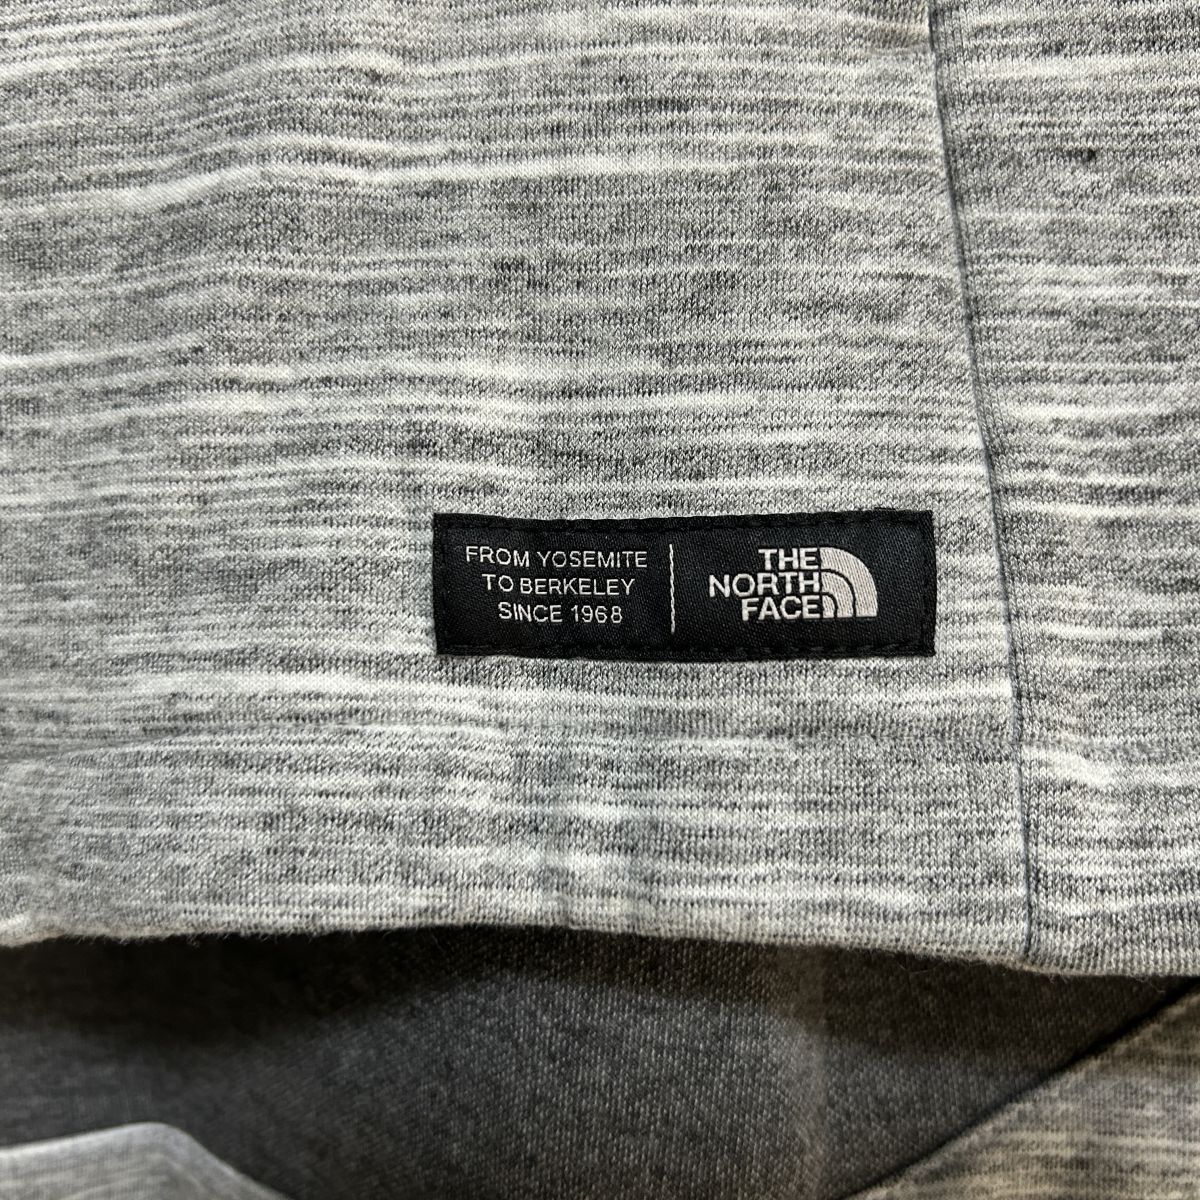 FROM YOSEMITE
TO BERKELEY
SINCE 1968
THE
NORTH
FACE